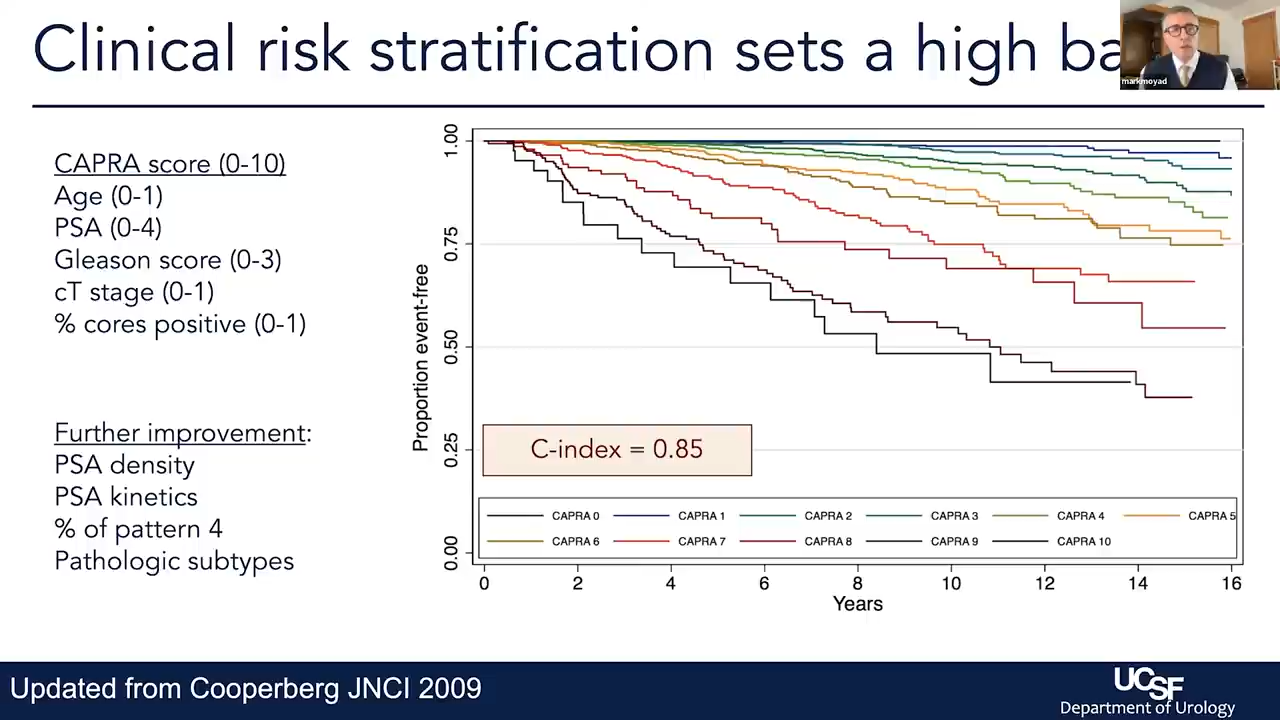 Clinical risk stratification sets a high ba
markmoyad
CAPRA score (0-10)
Age (0-1)
PSA (0-4)
Gleason score (0-3)
cT stage (0-1)
% cores positive (0-1)
Further improvement:
PSA density
PSA kinetics
% of pattern 4
Pathologic subtypes
Proportion event-free
1.00
0.75
0.50
0.25
0.00
C-index = 0.85
CAPRA 0 CAPRA 1 CAPRA 2 CAPRA 3 CAPRA 4 CAPRA 5
CAPRA 6 CAPRA 7 CAPRA 8 CAPRA 9 CAPRA 10
0 2 4 6 8 10 12 14 16
Years
Updated from Cooperberg JNCI 2009
UCSF
Department of Urology